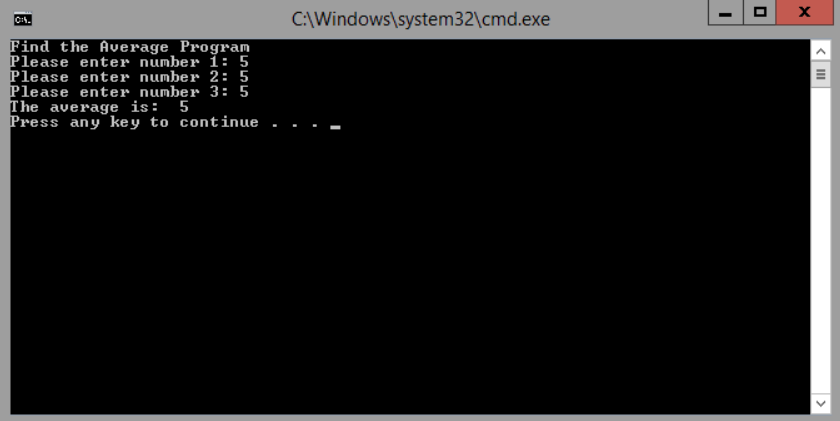 C:\Windows\system32\cmd.exe
Find the Average Program
Please enter number 1: 5
Please enter number 2: 5
Please enter number 3: 5
The average is:  5
Press any key to continue . . .